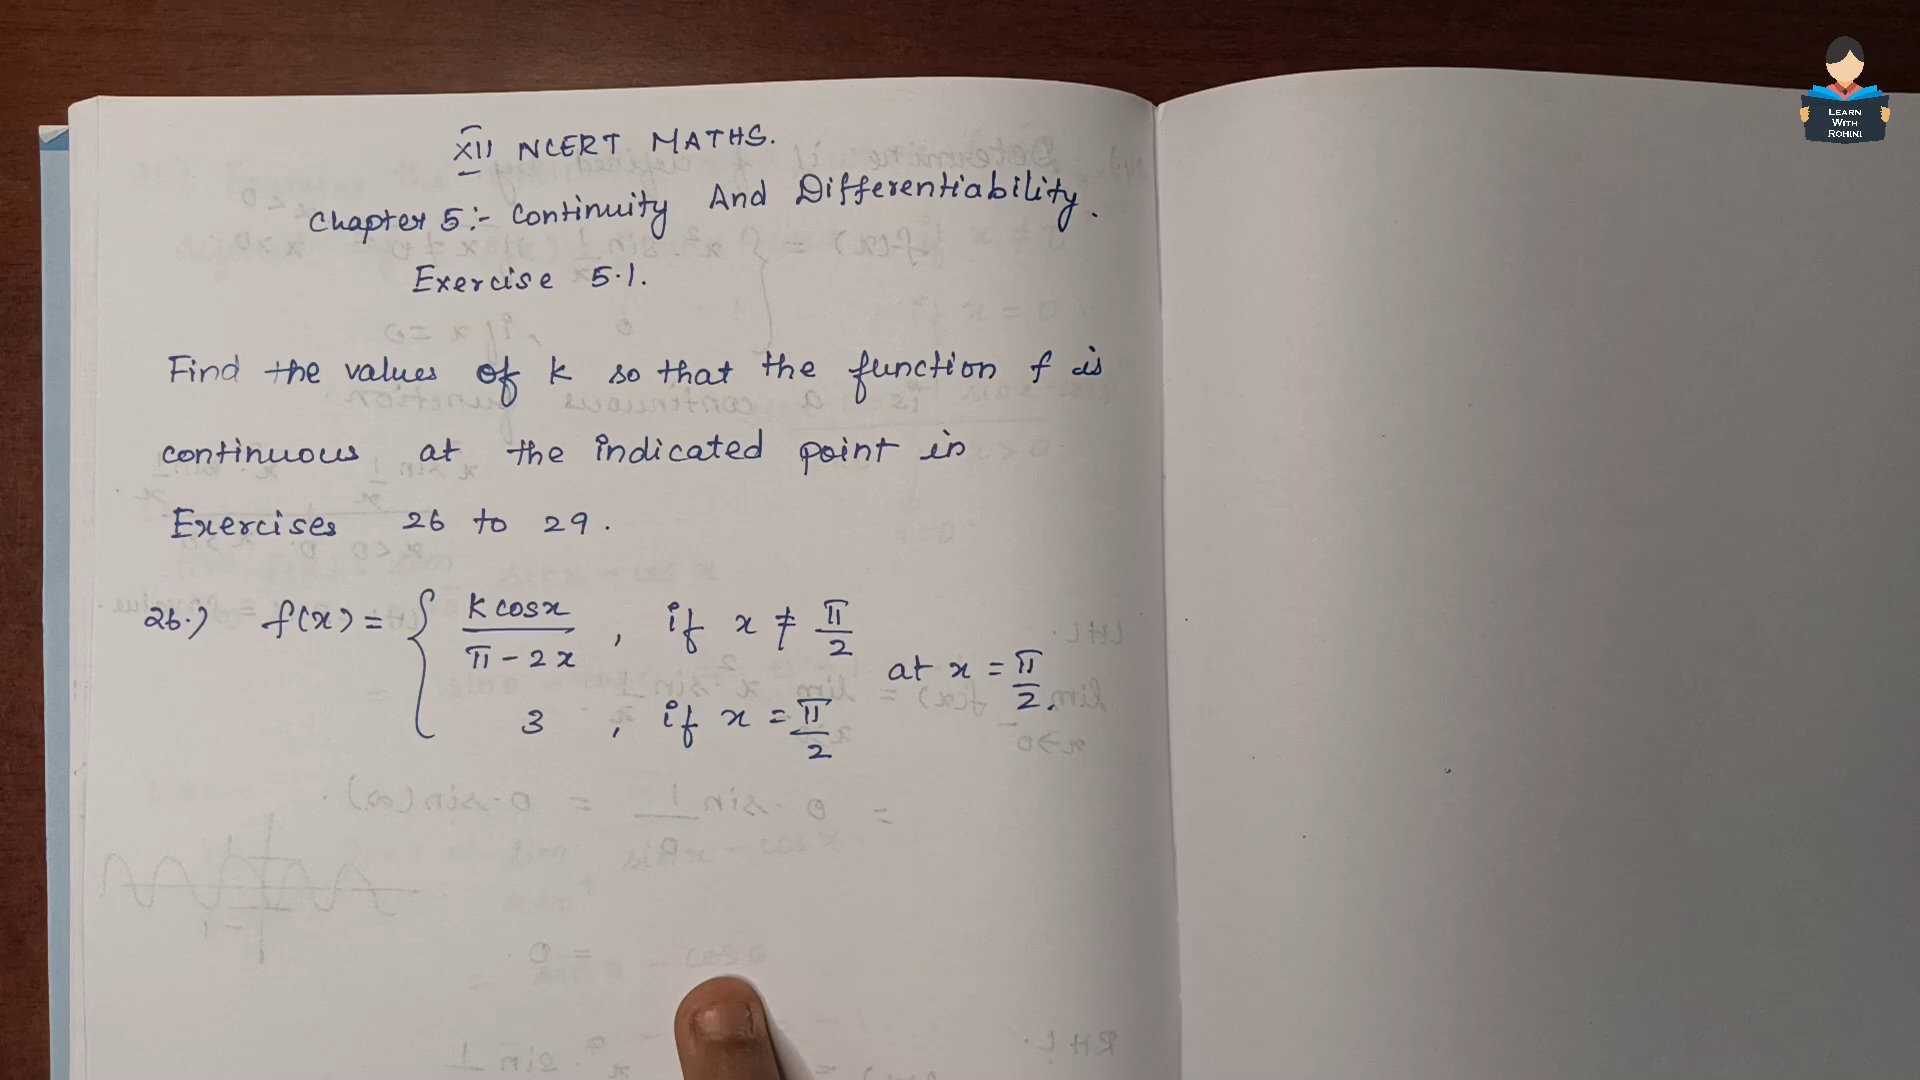 XII NCERT MATHS.
Chapter 5:- Continuity And Differentiability.
Exercise 5.1.
Find the values of k so that the function f is
continuous at the indicated point in
Exercises 26 to 29.
26.) f(x) = { k cosx / π - 2x , if x ≠ π/2
at x = π/2.
3 , if x = π/2
LEARN
WITH
ROHINI